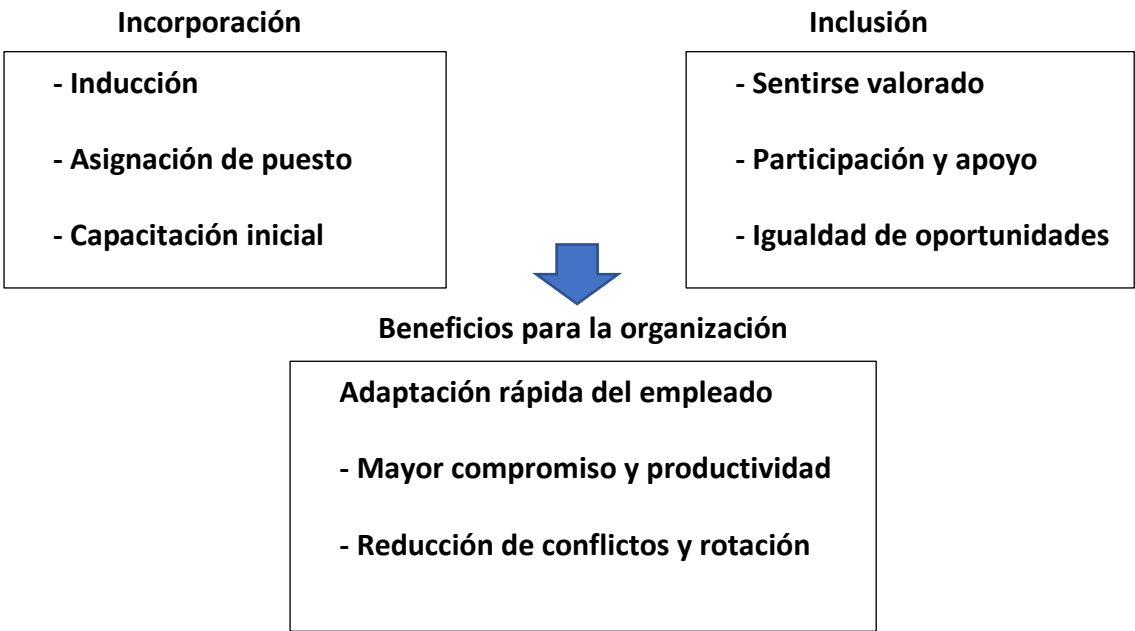 Incorporación
- Inducción
- Asignación de puesto
- Capacitación inicial
Inclusión
- Sentirse valorado
- Participación y apoyo
- Igualdad de oportunidades
Beneficios para la organización
Adaptación rápida del empleado
- Mayor compromiso y productividad
- Reducción de conflictos y rotación